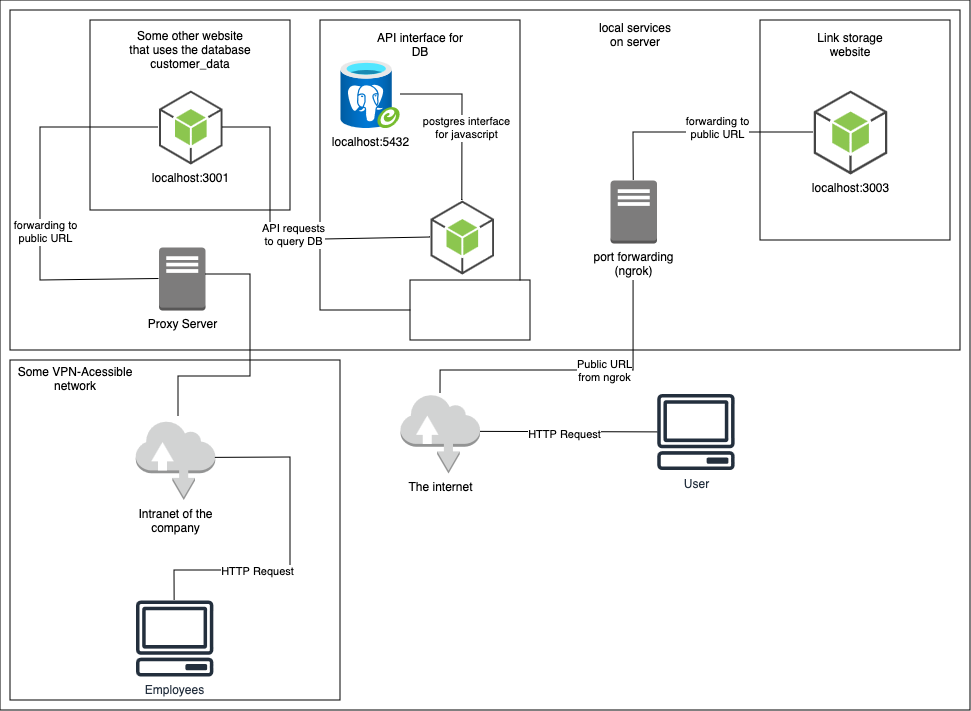 Some other website
that uses the database
customer_data
localhost:3001
API interface for
DB
localhost:5432
postgres interface
for javascript
local services
on server
Link storage
website
localhost:3003
forwarding to
public URL
forwarding to
public URL
API requests
to query DB
port forwarding
(ngrok)
Proxy Server
Public URL
from ngrok
Some VPN-Acessible
network
HTTP Request
The internet
User
Intranet of the
company
HTTP Request
Employees